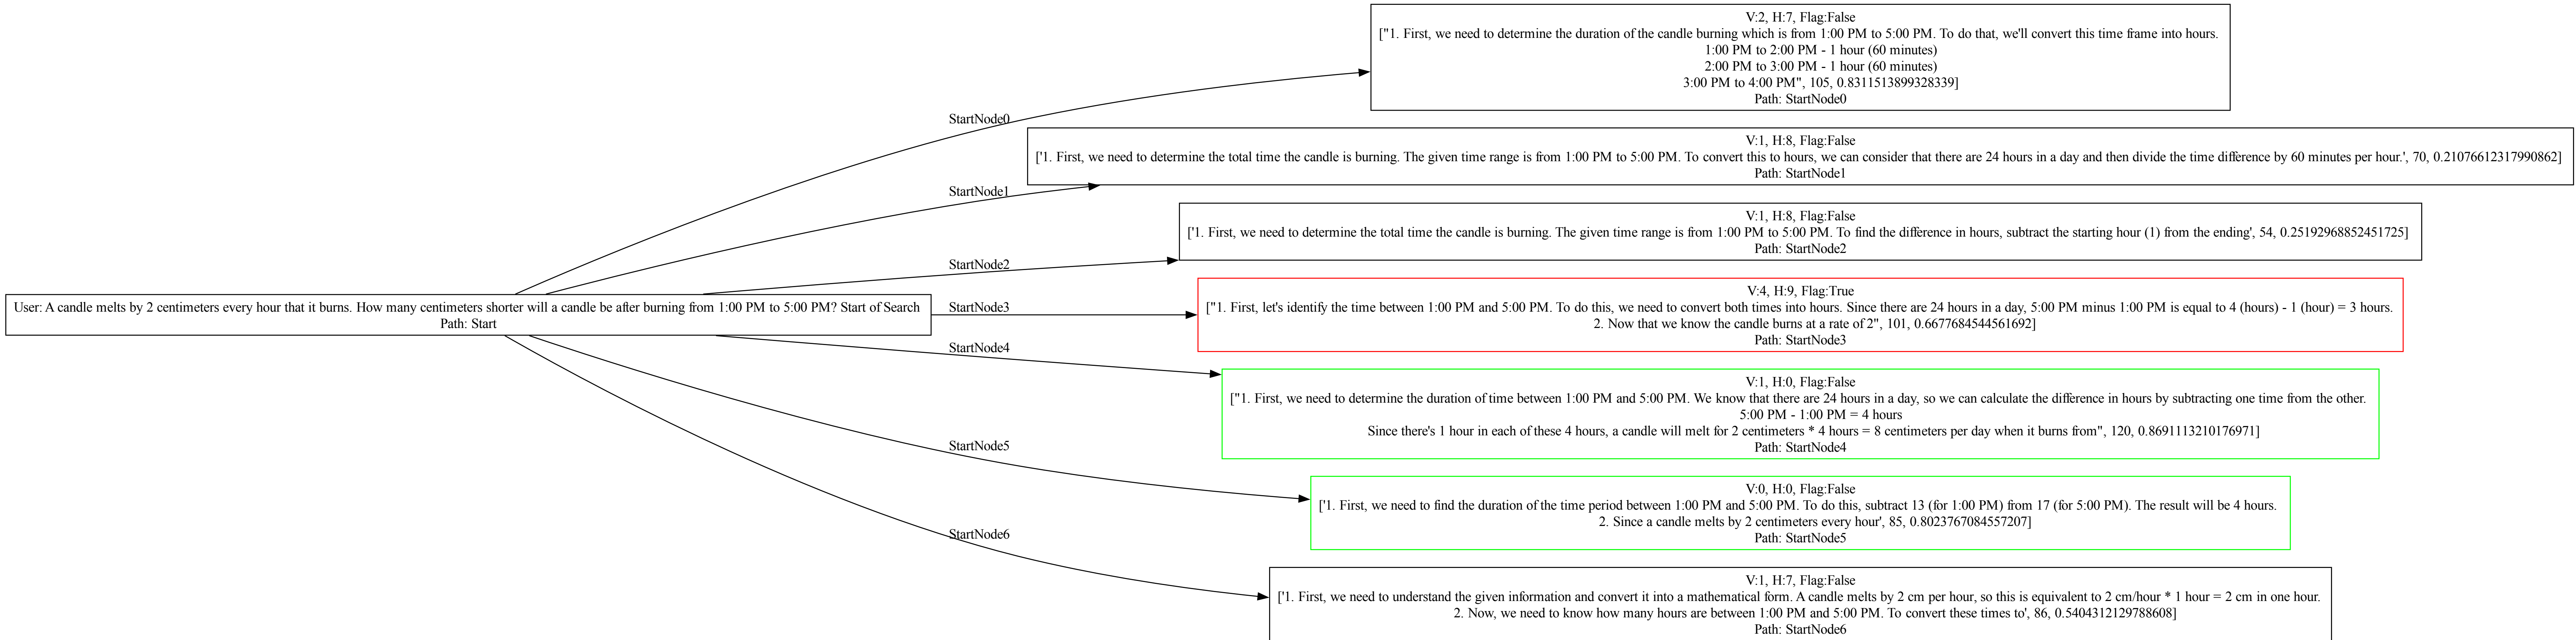 User: A candle melts by 2 centimeters every hour that it burns. How many centimeters shorter will a candle be after burning from 1:00 PM to 5:00 PM? Start of Search
Path: Start
StartNode0
V:2, H:7, Flag:False
["1. First, we need to determine the duration of the candle burning which is from 1:00 PM to 5:00 PM. To do that, we'll convert this time frame into hours.
1:00 PM to 2:00 PM - 1 hour (60 minutes)
2:00 PM to 3:00 PM - 1 hour (60 minutes)
3:00 PM to 4:00 PM", 105, 0.8311513899328339]
Path: StartNode0
StartNode1
V:1, H:8, Flag:False
['1. First, we need to determine the total time the candle is burning. The given time range is from 1:00 PM to 5:00 PM. To convert this to hours, we can consider that there are 24 hours in a day and then divide the time difference by 60 minutes per hour.', 70, 0.21076612317990862]
Path: StartNode1
StartNode2
V:1, H:8, Flag:False
['1. First, we need to determine the total time the candle is burning. The given time range is from 1:00 PM to 5:00 PM. To find the difference in hours, subtract the starting hour (1) from the ending', 54, 0.25192968852451725]
Path: StartNode2
StartNode3
V:4, H:9, Flag:True
["1. First, let's identify the time between 1:00 PM and 5:00 PM. To do this, we need to convert both times into hours. Since there are 24 hours in a day, 5:00 PM minus 1:00 PM is equal to 4 (hours) - 1 (hour) = 3 hours.
2. Now that we know the candle burns at a rate of 2", 101, 0.6677684544561692]
Path: StartNode3
StartNode4
V:1, H:0, Flag:False
["1. First, we need to determine the duration of time between 1:00 PM and 5:00 PM. We know that there are 24 hours in a day, so we can calculate the difference in hours by subtracting one time from the other.
5:00 PM - 1:00 PM = 4 hours
Since there's 1 hour in each of these 4 hours, a candle will melt for 2 centimeters * 4 hours = 8 centimeters per day when it burns from", 120, 0.8691113210176971]
Path: StartNode4
StartNode5
V:0, H:0, Flag:False
['1. First, we need to find the duration of the time period between 1:00 PM and 5:00 PM. To do this, subtract 13 (for 1:00 PM) from 17 (for 5:00 PM). The result will be 4 hours.
2. Since a candle melts by 2 centimeters every hour', 85, 0.8023767084557207]
Path: StartNode5
StartNode6
V:1, H:7, Flag:False
['1. First, we need to understand the given information and convert it into a mathematical form. A candle melts by 2 cm per hour, so this is equivalent to 2 cm/hour * 1 hour = 2 cm in one hour.
2. Now, we need to know how many hours are between 1:00 PM and 5:00 PM. To convert these times to', 86, 0.5404312129788608]
Path: StartNode6